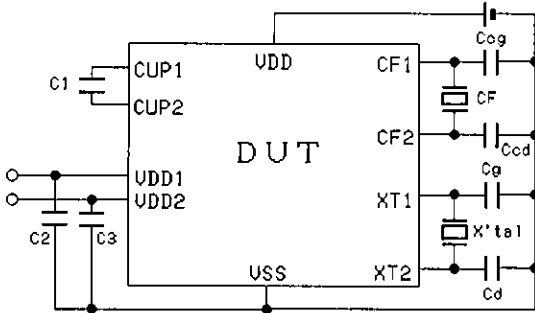 Ccg
VDD
CUP1
CF1
C1
CF
CUP2
CF2
DUT
Ccd
Cg
VDD1
VDD2
XT1
C2
C3
X'tal
VSS
XT2
Cd